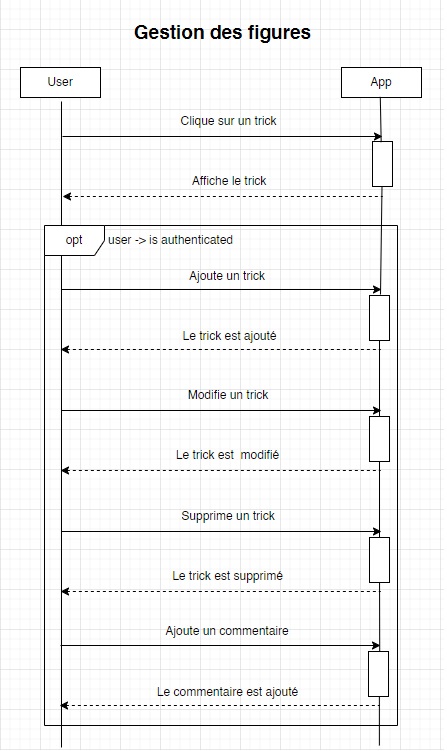 Gestion des figures
User
App
Clique sur un trick
Affiche le trick
opt
user -> is authenticated
Ajoute un trick
Le trick est ajouté
Modifie un trick
Le trick est  modifié
Supprime un trick
Le trick est supprimé
Ajoute un commentaire
Le commentaire est ajouté